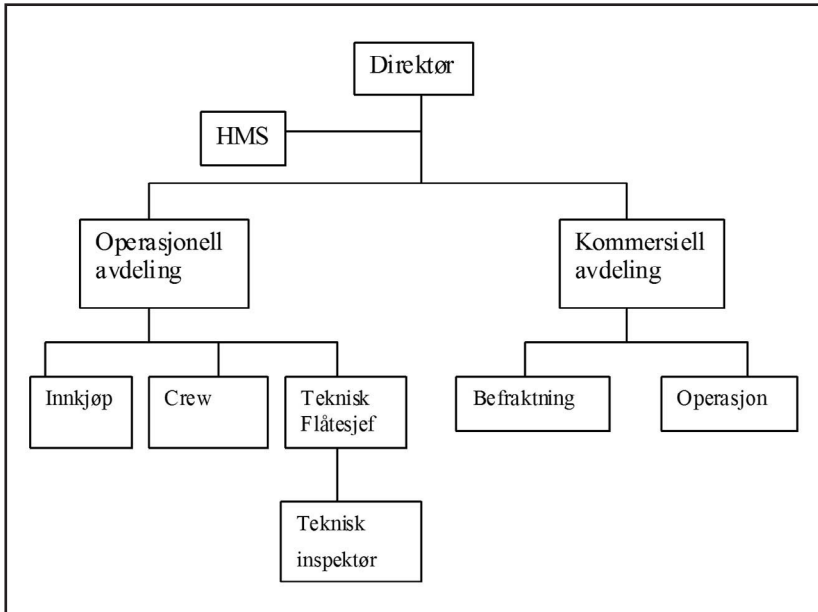 Direktør
HMS
Operasjonell
avdeling
Kommersiell
avdeling
Innkjøp
Crew
Teknisk
Flåtesjef
Befraktning
Operasjon
Teknisk
inspektør